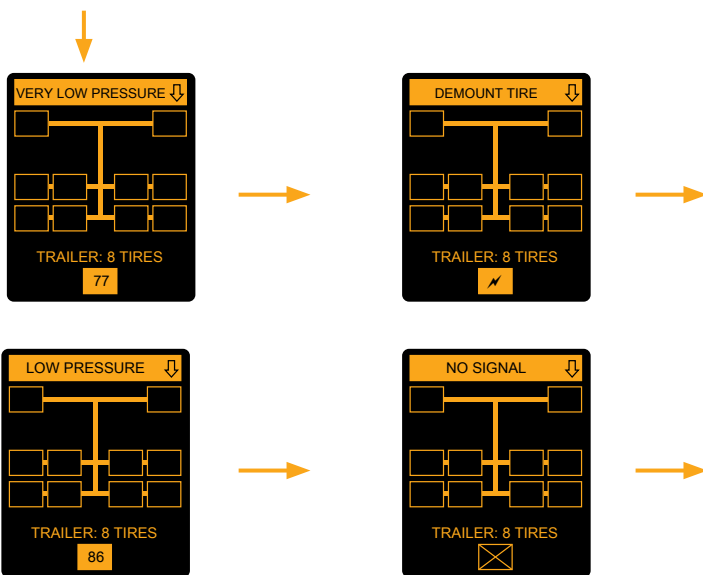 VERY LOW PRESSURE
TRAILER: 8 TIRES
77
DEMOUNT TIRE
TRAILER: 8 TIRES
LOW PRESSURE
TRAILER: 8 TIRES
86
NO SIGNAL
TRAILER: 8 TIRES